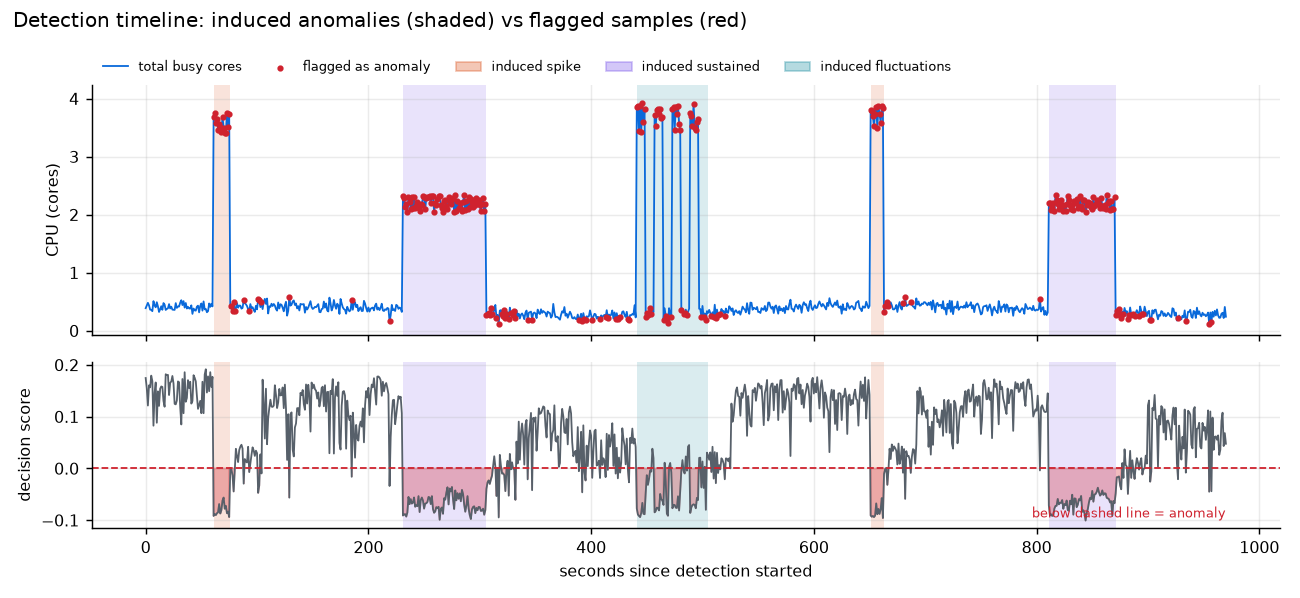 Detection timeline: induced anomalies (shaded) vs flagged samples (red)
total busy cores flagged as anomaly induced spike induced sustained induced fluctuations
CPU (cores)
4
3
2
1
0
decision score
0.2
0.1
0.0
−0.1
below dashed line = anomaly
0 200 400 600 800 1000
seconds since detection started